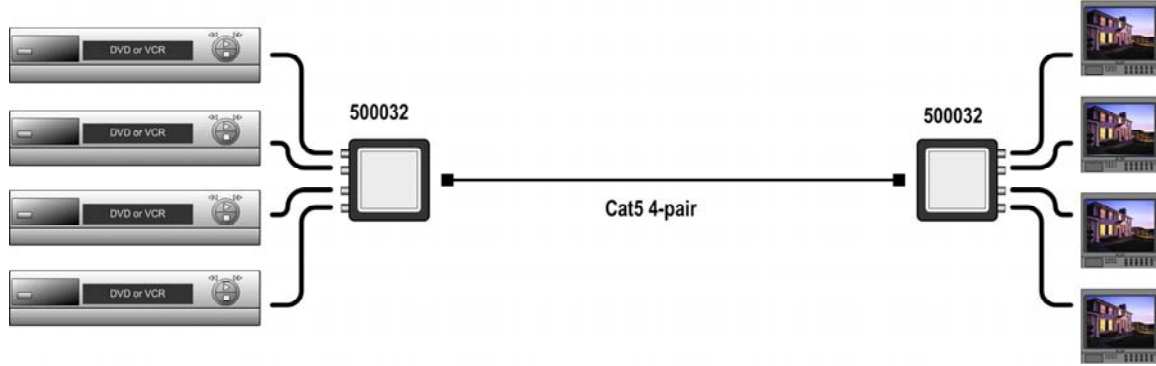 DVD or VCR
500032
500032
DVD or VCR
Cat5 4-pair
DVD or VCR
DVD or VCR